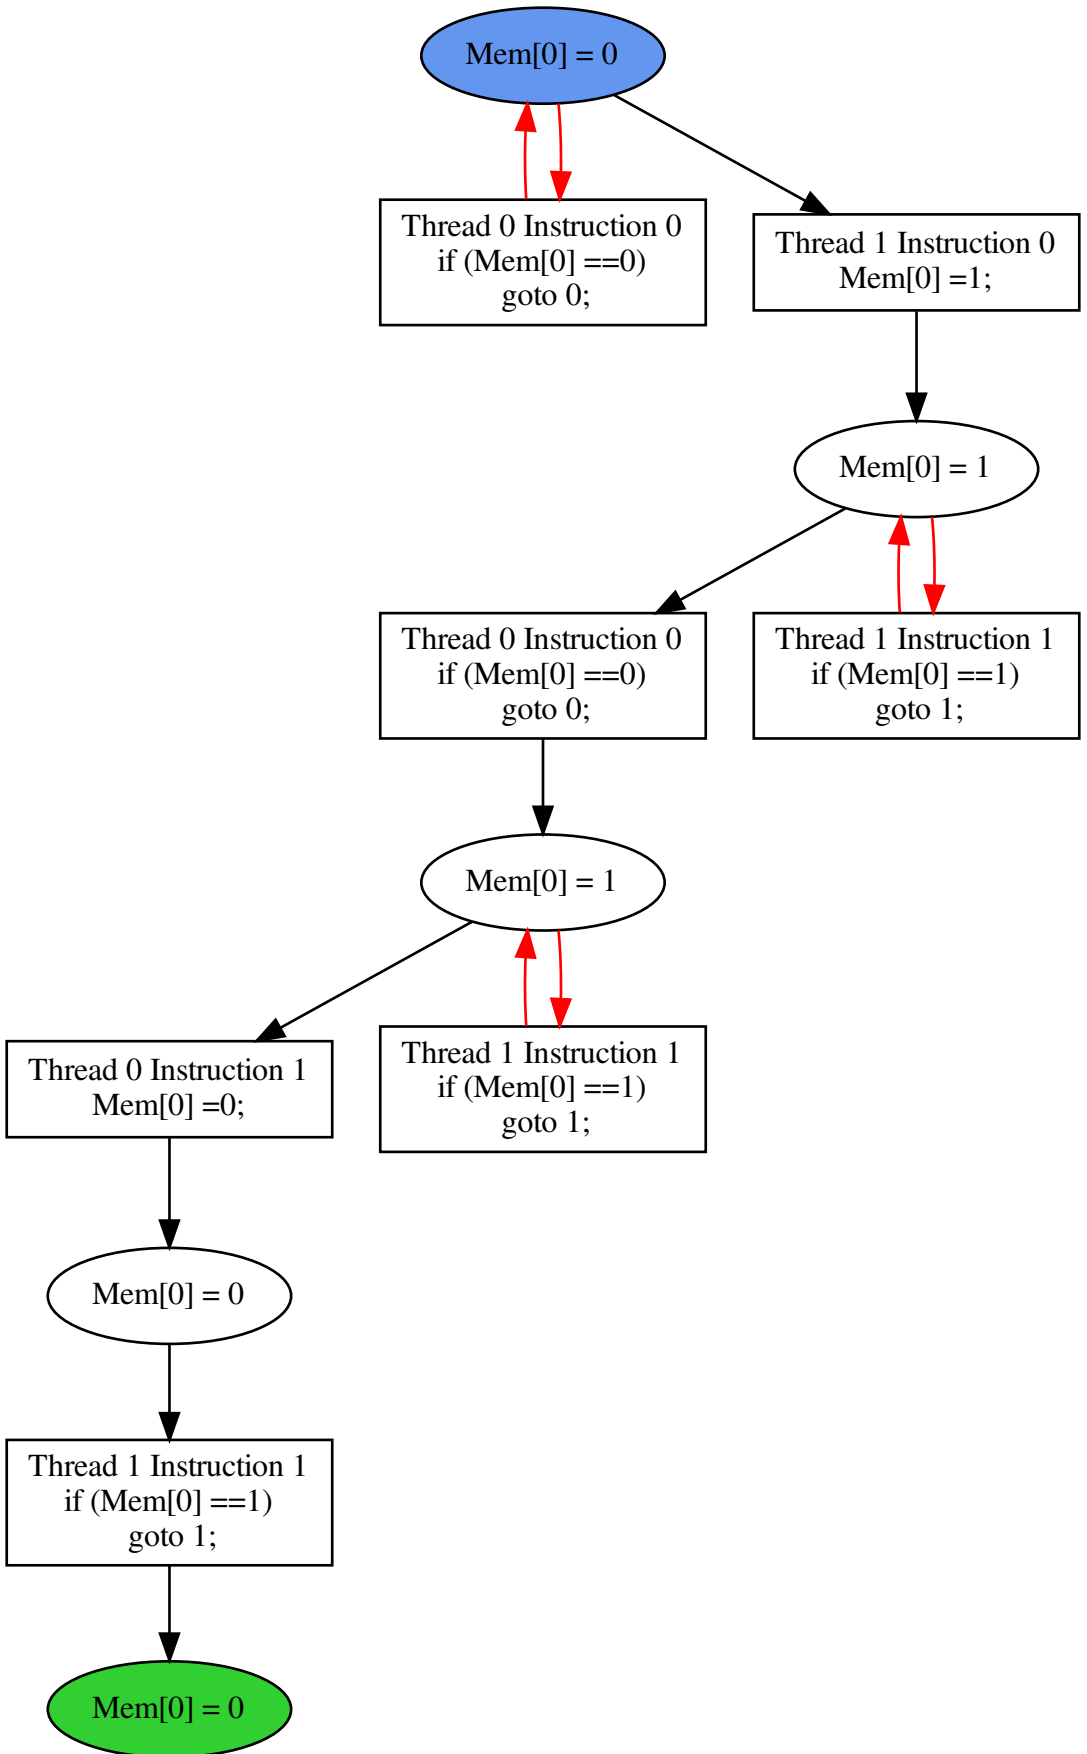 Mem[0] = 0
Thread 0 Instruction 0
if (Mem[0] ==0)
goto 0;
Thread 1 Instruction 0
Mem[0] =1;
Mem[0] = 1
Thread 0 Instruction 0
if (Mem[0] ==0)
goto 0;
Thread 1 Instruction 1
if (Mem[0] ==1)
goto 1;
Mem[0] = 1
Thread 0 Instruction 1
Mem[0] =0;
Thread 1 Instruction 1
if (Mem[0] ==1)
goto 1;
Mem[0] = 0
Thread 1 Instruction 1
if (Mem[0] ==1)
goto 1;
Mem[0] = 0